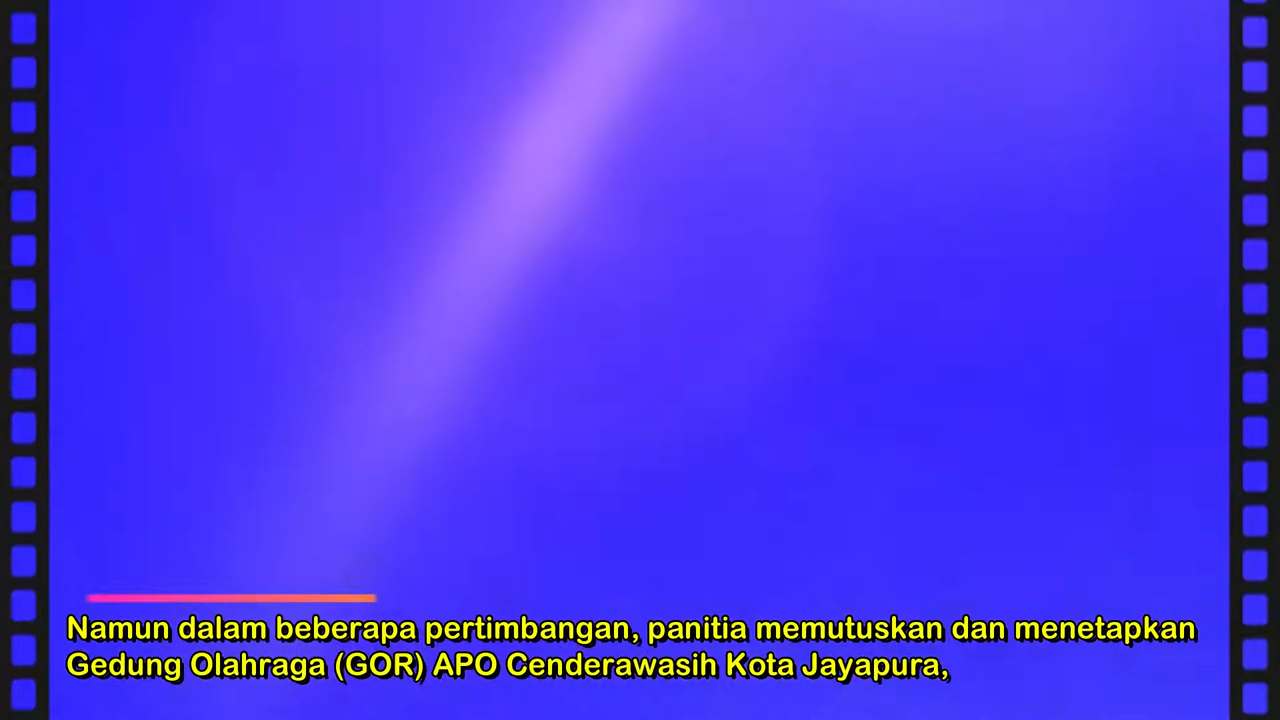 Namun dalam beberapa pertimbangan, panitia memutuskan dan menetapkan
Gedung Olahraga (GOR) APO Cenderawasih Kota Jayapura,